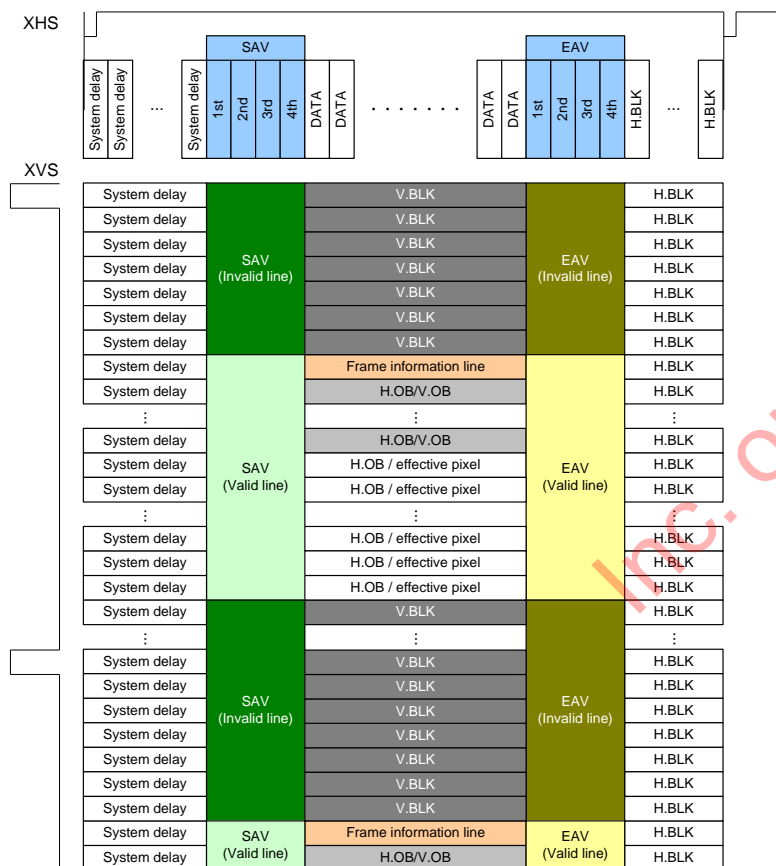 XHS
SAV EAV
System delay System delay ... System delay 1st 2nd 3rd 4th DATA DATA . . . . . . . DATA DATA 1st 2nd 3rd 4th H.BLK ... H.BLK
XVS
System delay V.BLK H.BLK
System delay V.BLK H.BLK
System delay V.BLK H.BLK
System delay SAV (Invalid line) V.BLK EAV (Invalid line) H.BLK
System delay V.BLK H.BLK
System delay V.BLK H.BLK
System delay V.BLK H.BLK
System delay Frame information line H.BLK
System delay H.OB/V.OB H.BLK
... ... ...
System delay H.OB/V.OB H.BLK
System delay SAV H.OB / effective pixel EAV H.BLK
System delay (Valid line) H.OB / effective pixel (Valid line) H.BLK
... ... ...
System delay H.OB / effective pixel H.BLK
System delay H.OB / effective pixel H.BLK
System delay H.OB / effective pixel H.BLK
System delay V.BLK H.BLK
... ... ...
System delay V.BLK H.BLK
System delay V.BLK H.BLK
System delay SAV V.BLK EAV H.BLK
System delay (Invalid line) V.BLK (Invalid line) H.BLK
System delay V.BLK H.BLK
System delay V.BLK H.BLK
System delay V.BLK H.BLK
System delay SAV Frame information line EAV H.BLK
System delay (Valid line) H.OB/V.OB (Valid line) H.BLK
Inc.